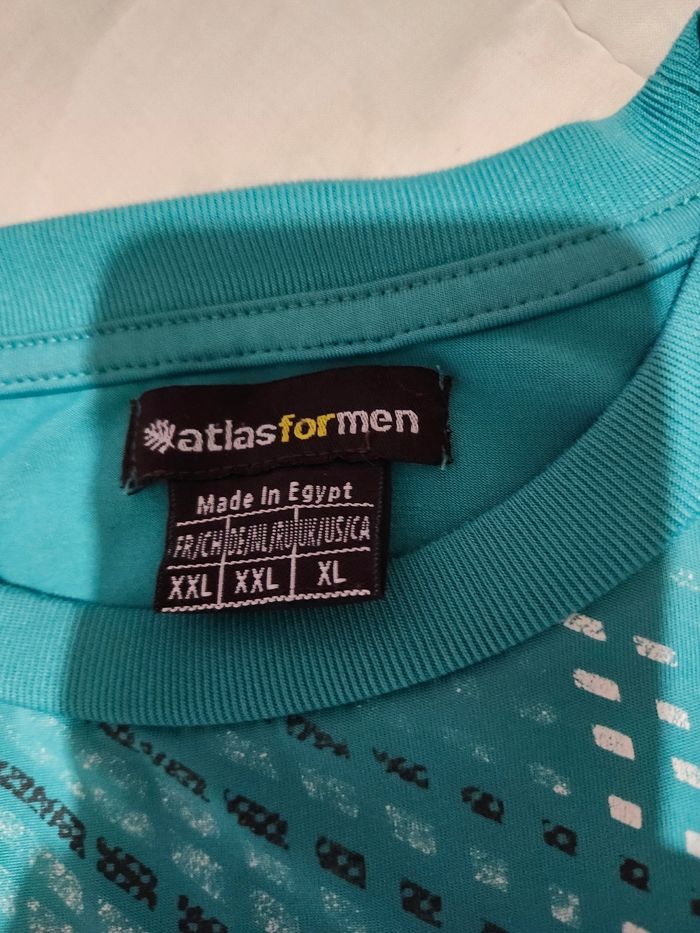 atlasformen
Made In Egypt
FR/CH DE/NL/RU UK/US/CA
XXL XXL XL